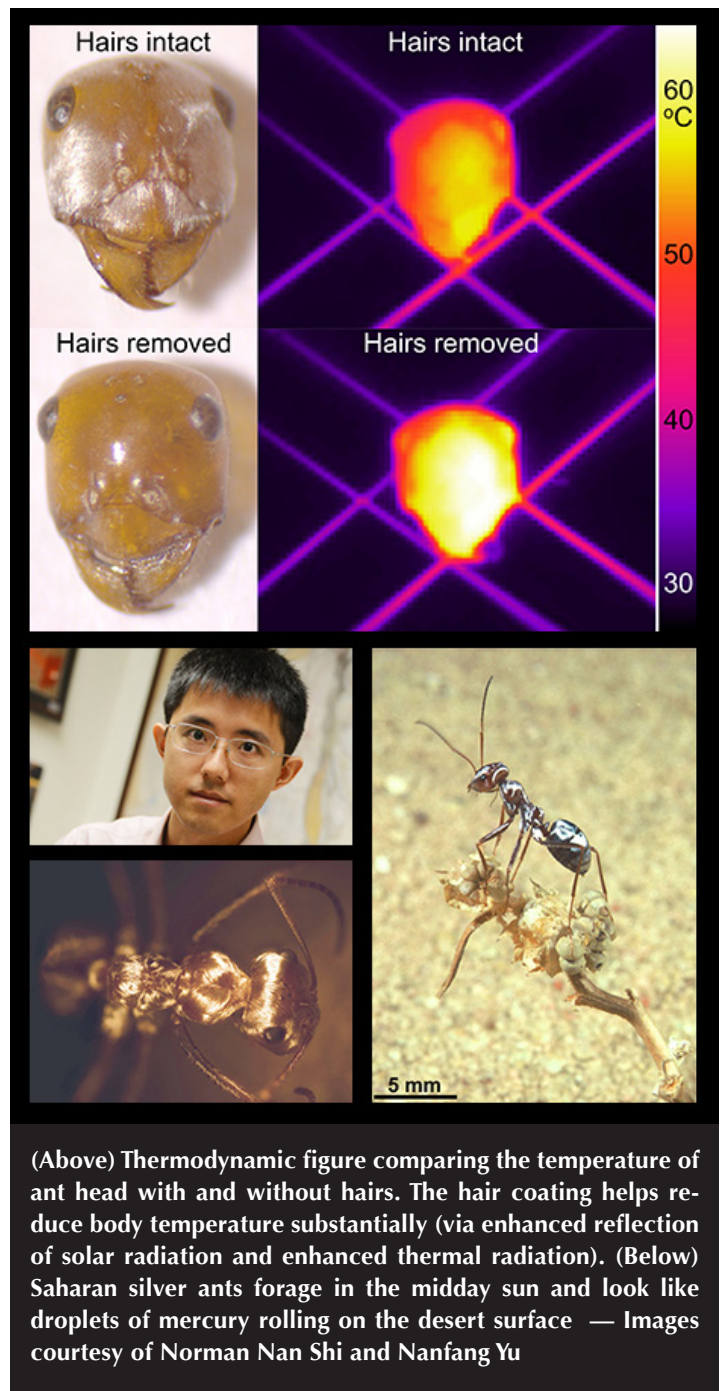 Hairs intact
Hairs intact
60
ºC
50
Hairs removed
Hairs removed
40
30
5 mm
(Above) Thermodynamic figure comparing the temperature of
ant head with and without hairs. The hair coating helps re-
duce body temperature substantially (via enhanced reflection
of solar radiation and enhanced thermal radiation). (Below)
Saharan silver ants forage in the midday sun and look like
droplets of mercury rolling on the desert surface — Images
courtesy of Norman Nan Shi and Nanfang Yu